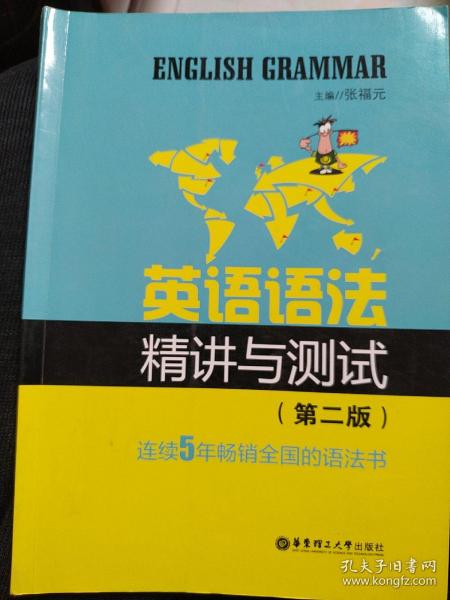 ENGLISH GRAMMAR
主编//张福元
英语语法
精讲与测试
（第二版）
连续5年畅销全国的语法书
华东理工大学出版社
孔夫子旧书网
www.kongfz.com